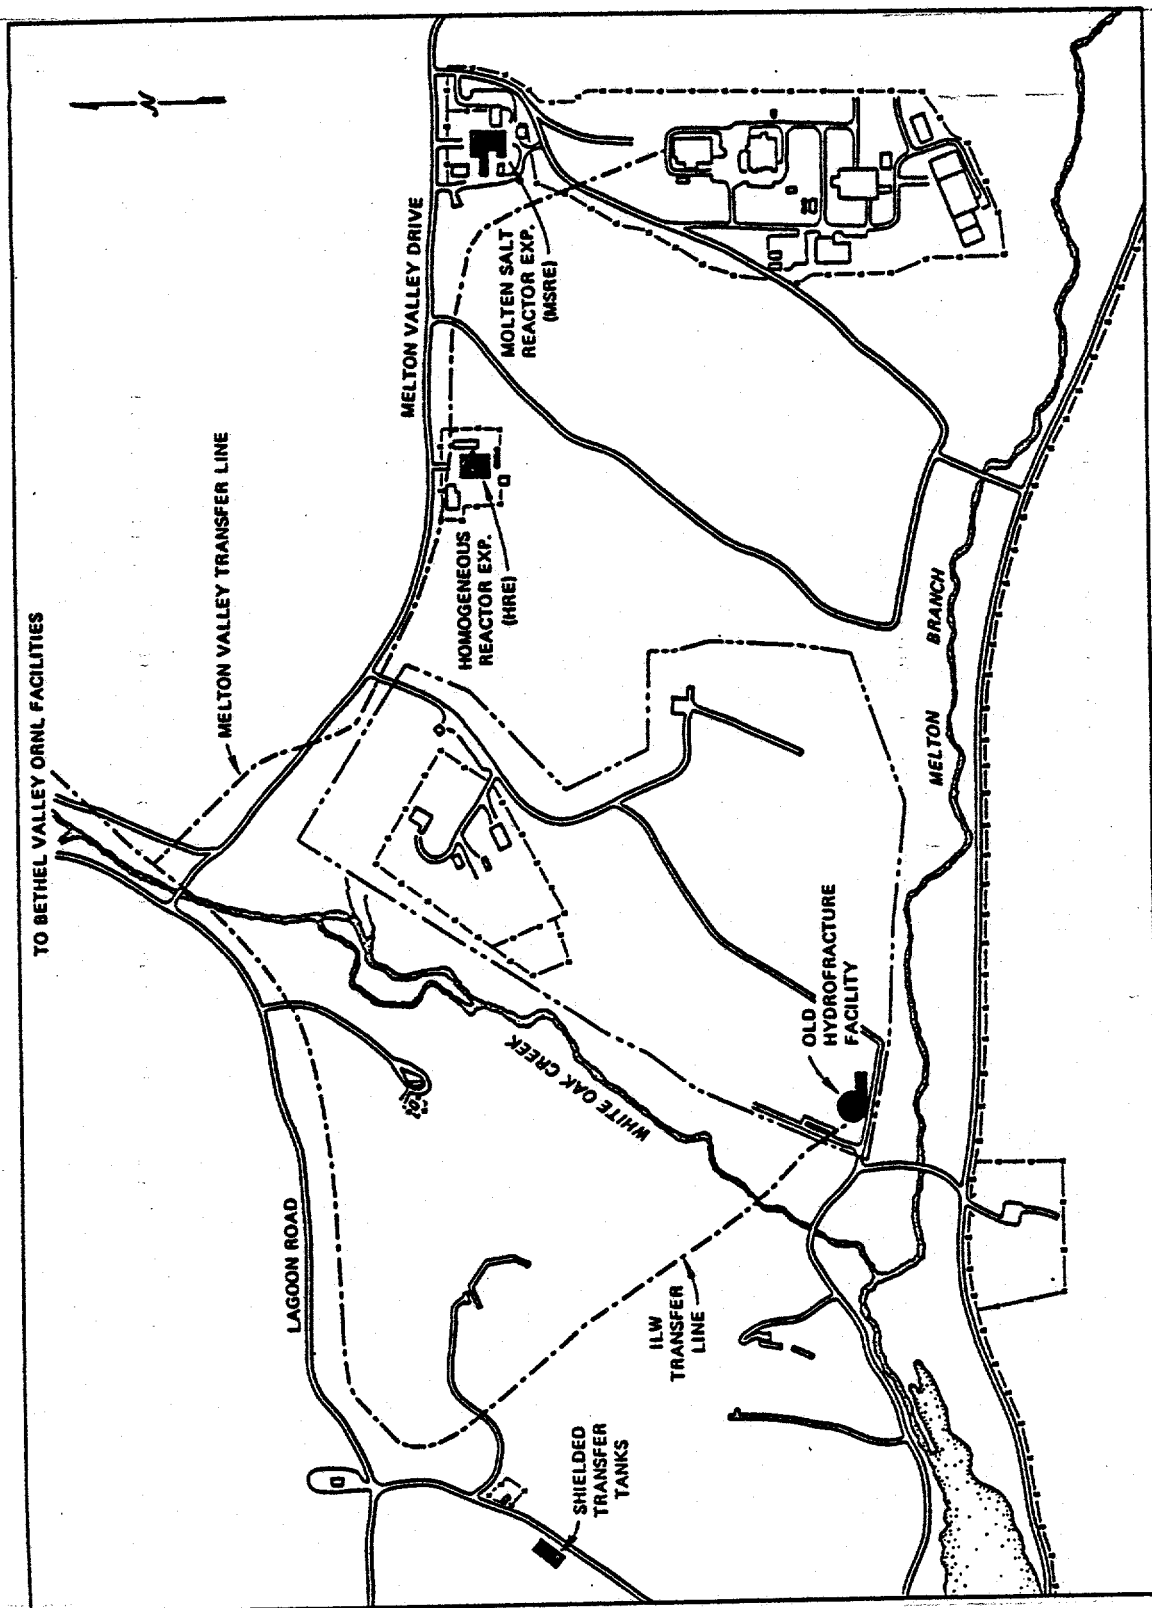 TO BETHEL VALLEY ORNL FACILITIES
MELTON VALLEY TRANSFER LINE
MELTON VALLEY DRIVE
N
LAGOON ROAD
HOMOGENEOUS
REACTOR EXP.
(HRE)
MOLTEN SALT
REACTOR EXP.
(MSRE)
WHITE OAK CREEK
SHIELDED
TRANSFER
TANKS
ILW
TRANSFER
LINE
OLD
HYDROFRACTURE
FACILITY
MELTON BRANCH